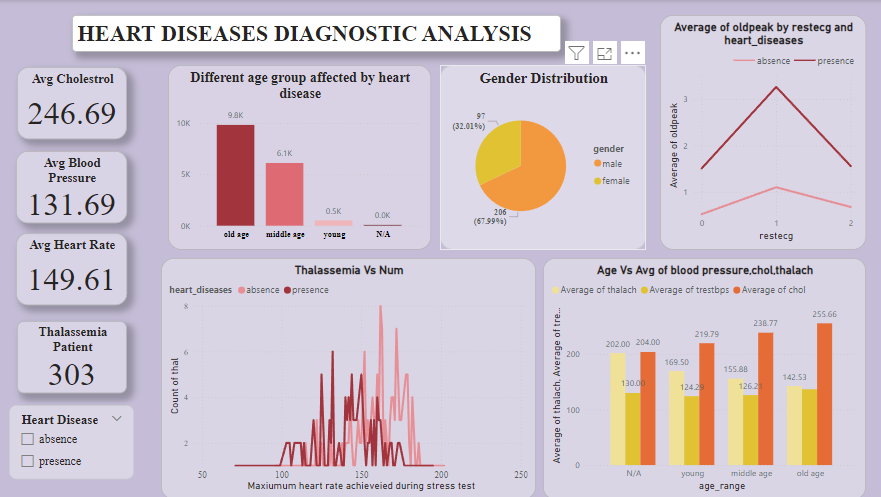 HEART DISEASES DIAGNOSTIC ANALYSIS
Avg Cholestrol
246.69
Avg Blood
Pressure
131.69
Avg Heart Rate
149.61
Thalassemia
Patient
303
Heart Disease
absence
presence
Different age group affected by heart
disease
10K
5K
0K
9.8K
6.1K
0.5K
0.0K
old age
middle age
young
N/A
Gender Distribution
97
(32.01%)
206
(67.99%)
gender
male
female
Average of oldpeak by restecg and
heart_diseases
absence
presence
Average of oldpeak
3
2
1
0
1
2
restecg
Thalassemia Vs Num
heart_diseases absence presence
Count of thal
8
6
4
2
50
100
150
200
250
Maxiumum heart rate achieveied during stress test
Age Vs Avg of blood pressure,chol,thalach
Average of thalach Average of trestbps Average of chol
Average of thalach, Average of tre...
200
100
0
202.00
130.00
204.00
169.50
124.29
219.79
155.88
126.21
238.77
142.53
255.66
N/A
young
middle age
old age
age_range